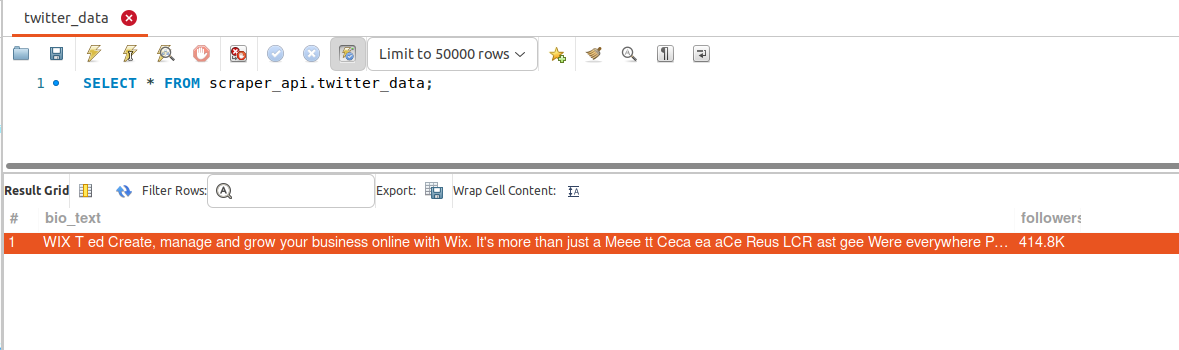 twitter_data
Limit to 50000 rows
1 SELECT * FROM scraper_api.twitter_data;
Result Grid Filter Rows: Export: Wrap Cell Content:
# bio_text followers
1 WIX T ed Create, manage and grow your business online with Wix. It's more than just a Meee tt Ceca ea aCe Reus LCR ast gee Were everywhere P… 414.8K